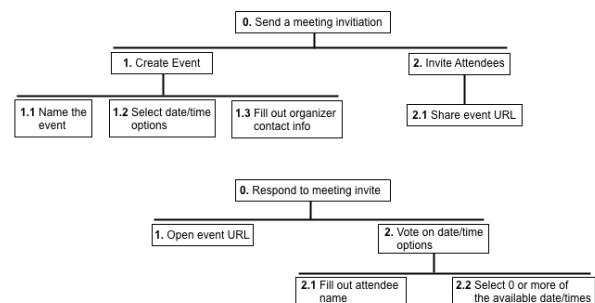 0. Send a meeting invitiation
1. Create Event
2. Invite Attendees
1.1 Name the
event
1.2 Select date/time
options
1.3 Fill out organizer
contact info
2.1 Share event URL
0. Respond to meeting invite
1. Open event URL
2. Vote on date/time
options
2.1 Fill out attendee
name
2.2 Select 0 or more of
the available date/times